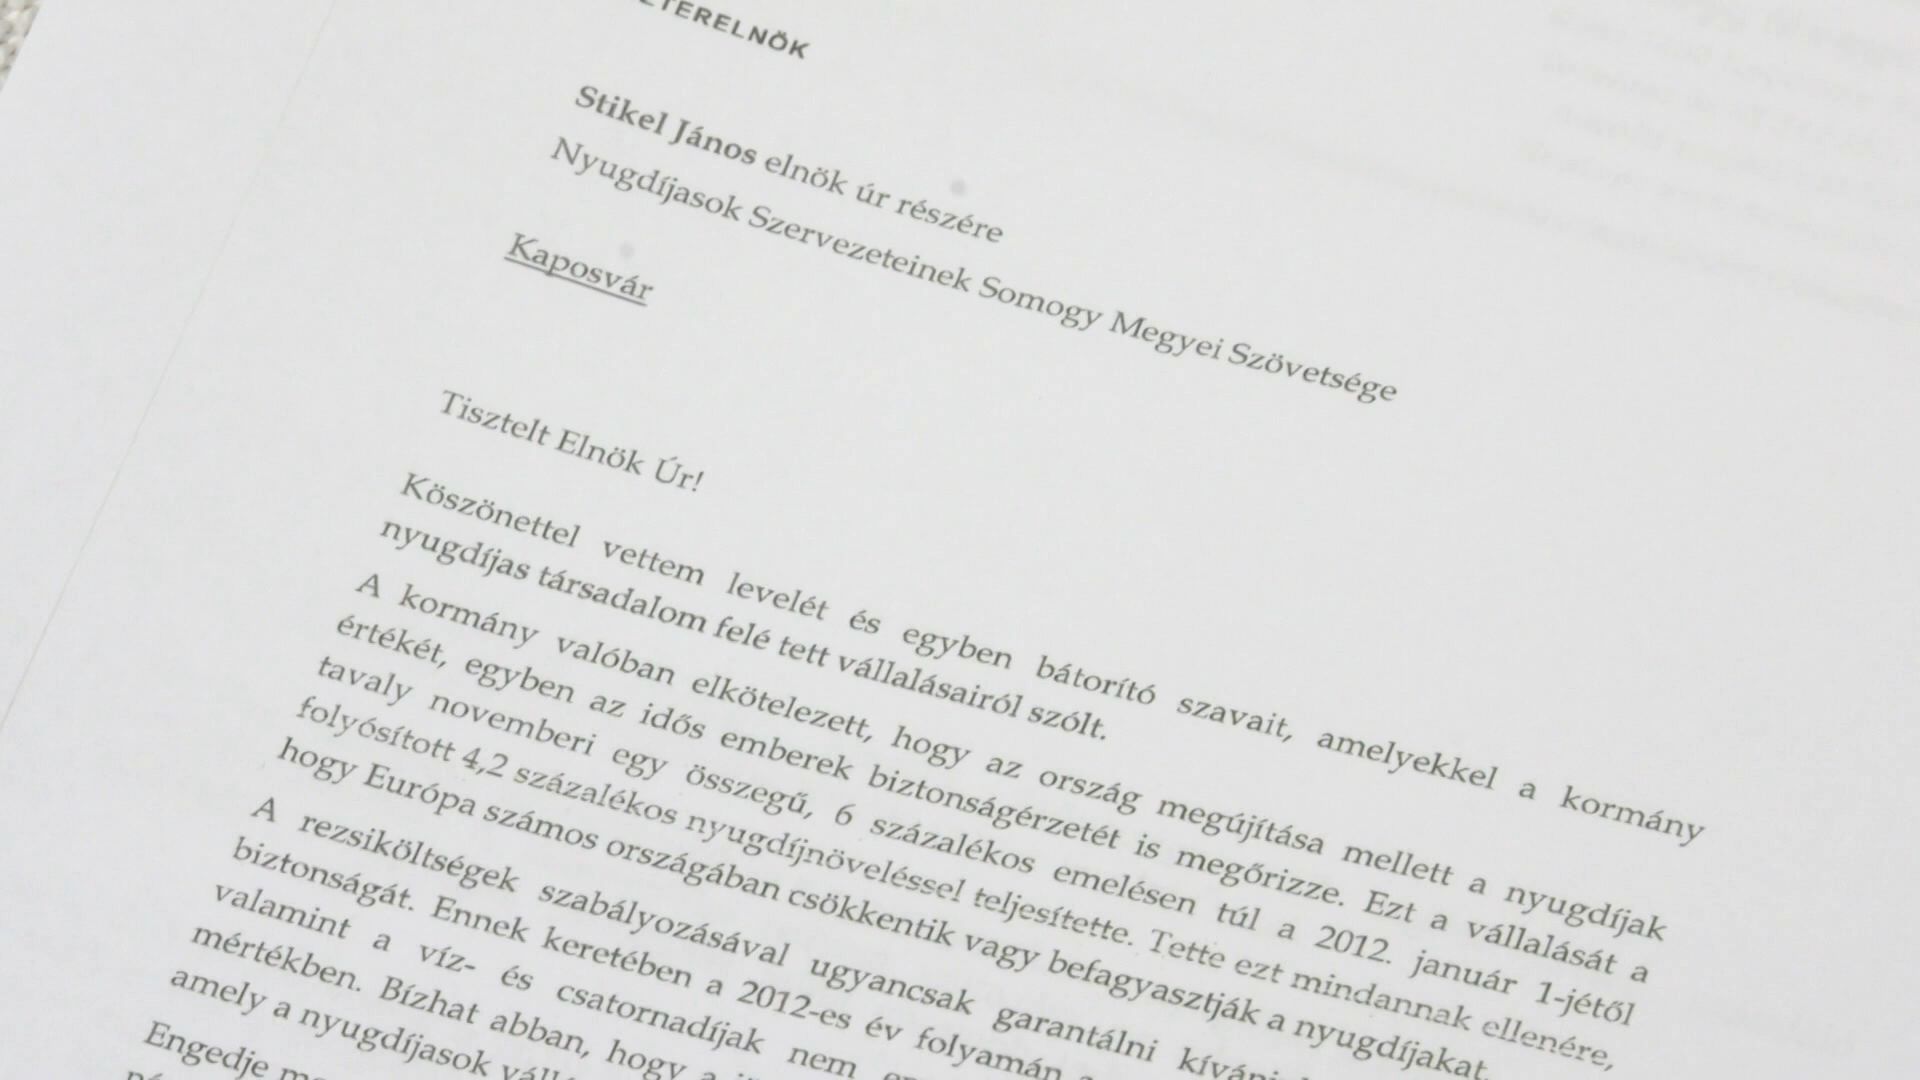 ETERELNÖK
Stikel János elnök úr részére
Nyugdíjasok Szervezeteinek Somogy Megyei Szövetsége
Kaposvár
Tisztelt Elnök Úr!
Köszönettel vettem levelét és egyben bátorító szavait, amelyekkel a kormány
nyugdíjas társadalom felé tett vállalásairól szólt.
A kormány valóban elkötelezett, hogy az ország megújítása mellett a nyugdíjak
értékét, egyben az idős emberek biztonságérzetét is megőrizze. Ezt a vállalását a
tavaly novemberi egy összegű, 6 százalékos emelésen túl a 2012. január 1-jétől
folyósított 4,2 százalékos nyugdíjnöveléssel teljesítette. Tette ezt mindannak ellenére,
hogy Európa számos országában csökkentik vagy befagyasztják a nyugdíjakat.
A rezsiköltségek szabályozásával ugyancsak garantálni
biztonságát. Ennek keretében a 2012-es év folyamán a
valamint a víz- és csatornadíjak nem
mértékben. Bízhat abban, hogy a
amely a nyugdíjasok
Engedje